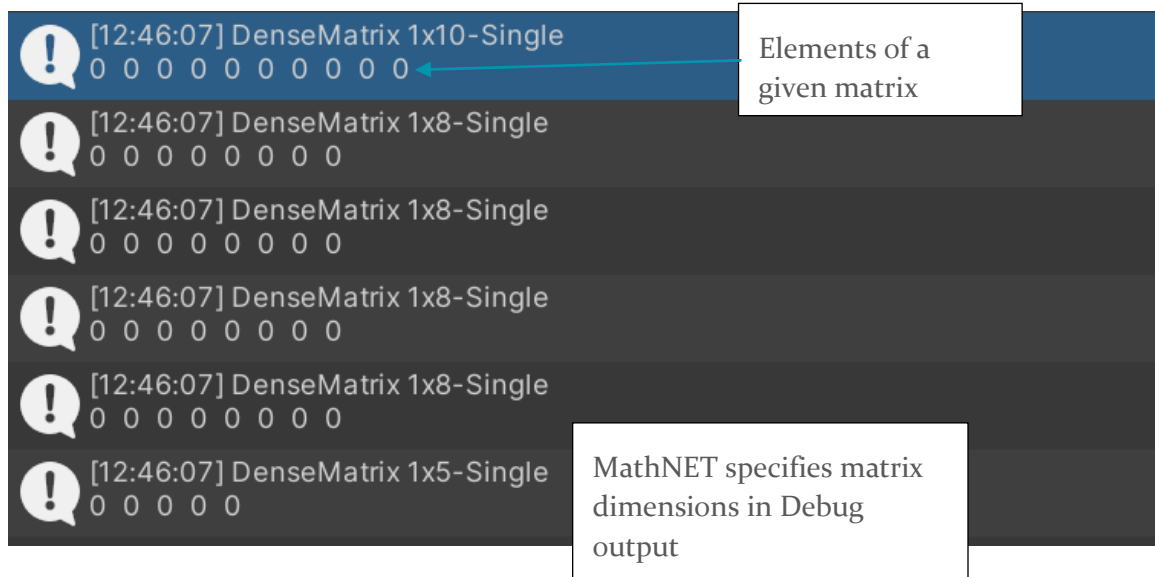 [12:46:07] DenseMatrix 1x10-Single
0 0 0 0 0 0 0 0 0 0
Elements of a
given matrix
[12:46:07] DenseMatrix 1x8-Single
0 0 0 0 0 0 0 0
[12:46:07] DenseMatrix 1x8-Single
0 0 0 0 0 0 0 0
[12:46:07] DenseMatrix 1x8-Single
0 0 0 0 0 0 0 0
[12:46:07] DenseMatrix 1x8-Single
0 0 0 0 0 0 0 0
[12:46:07] DenseMatrix 1x5-Single
0 0 0 0 0
MathNET specifies matrix
dimensions in Debug
output